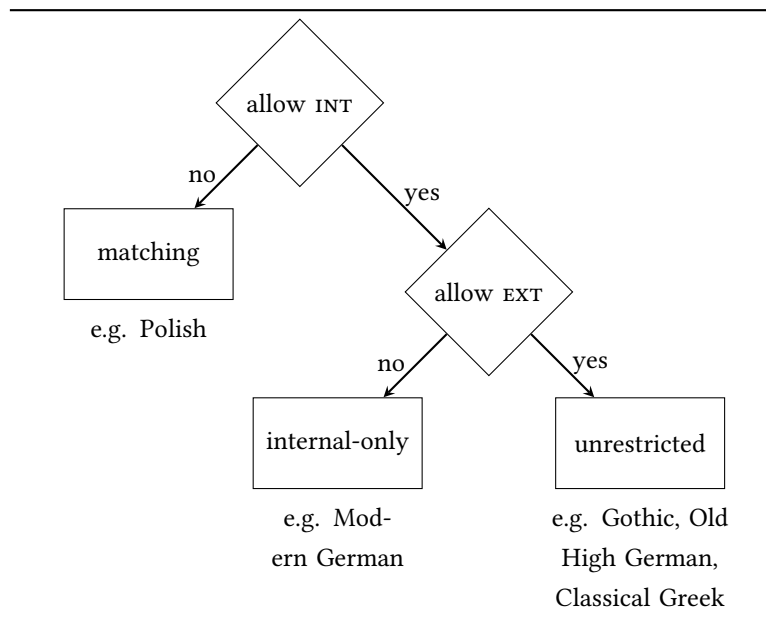 allow INT
no
yes
matching
allow EXT
e.g. Polish
no
yes
internal-only
unrestricted
e.g. Mod-
ern German
e.g. Gothic, Old
High German,
Classical Greek